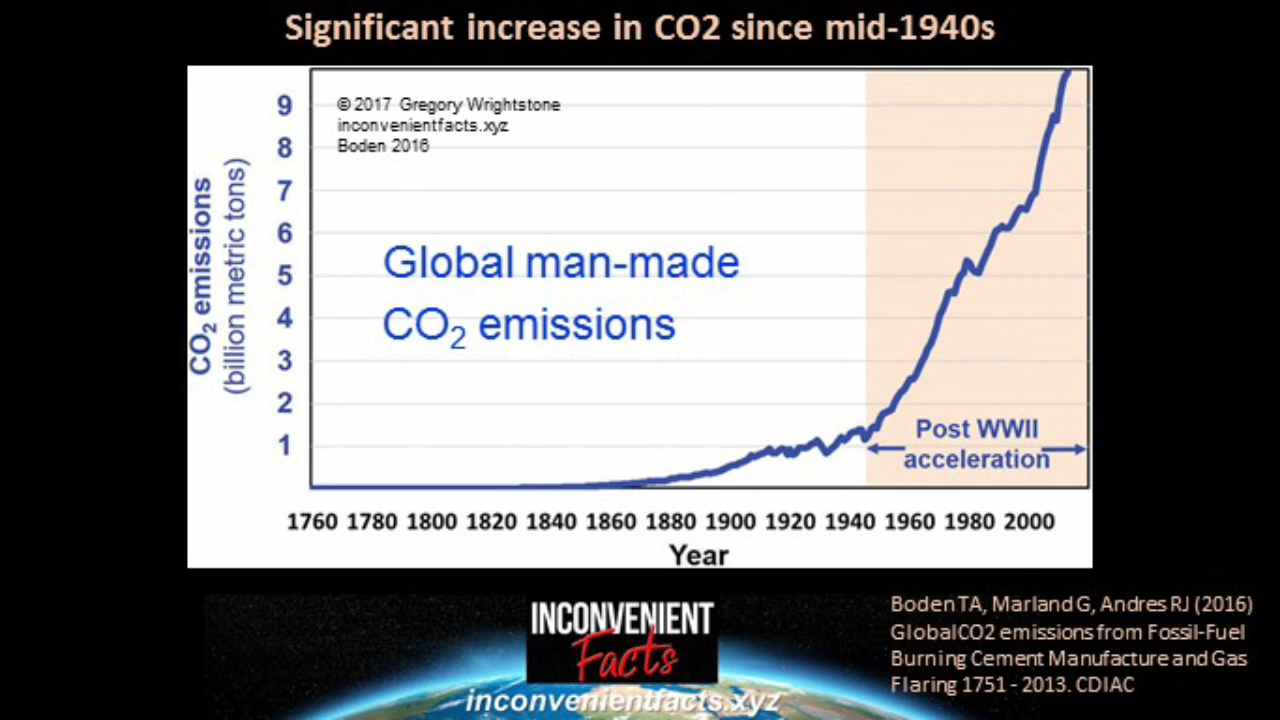 Significant increase in CO2 since mid-1940s
© 2017 Gregory Wrightstone
inconvenientfacts.xyz
Boden 2016
CO₂ emissions
(billion metric tons)
9
8
7
6
5
4
3
2
1
Global man-made
CO₂ emissions
Post WWII
acceleration
1760 1780 1800 1820 1840 1860 1880 1900 1920 1940 1960 1980 2000
Year
INCONVENIENT
Facts
inconvenientfacts.xyz
Boden TA, Marland G, Andres RJ (2016)
Global CO2 emissions from Fossil-Fuel
Burning Cement Manufacture and Gas
Flaring 1751 - 2013. CDIAC